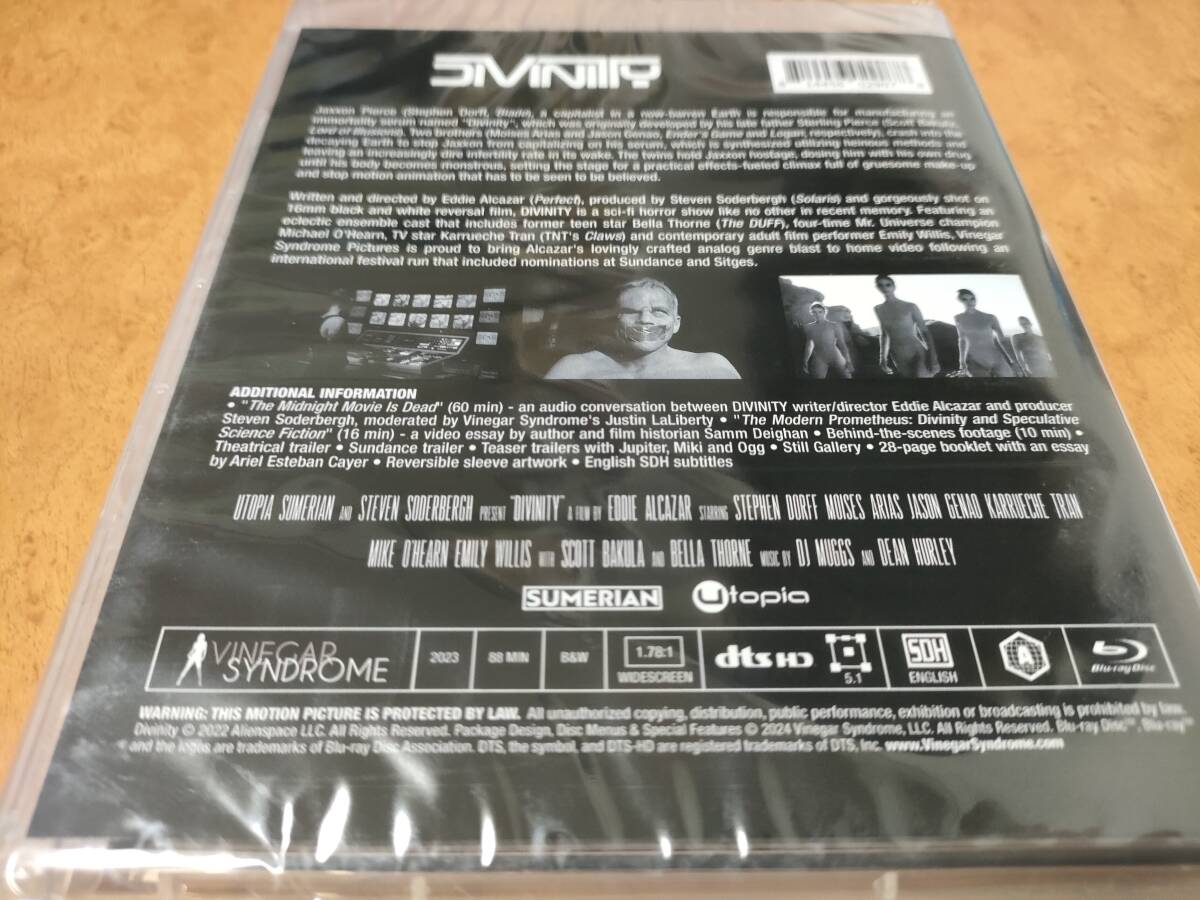 DIVINITY
Jaxxon Pierce (Stephen Dorff, Blade), a capitalist in a now-barren Earth is responsible for manufacturing an
immortality serum named "Divinity", which was originally developed by his late father Sterling Pierce (Scott Bakula,
Lord of Illusions). Two brothers (Moises Arias and Jason Genao, Ender's Game and Logan, respectively), crash into the
decaying Earth to stop Jaxxon from capitalizing on his serum, which is synthesized utilizing heinous methods and
leaving an increasingly dire infertility rate in its wake. The twins hold Jaxxon hostage, dosing him with his own drug
until his body becomes monstrous, setting the stage for a practical effects-fueled climax full of gruesome make-up
and stop motion animation that has to be seen to be believed.
Written and directed by Eddie Alcazar (Perfect), produced by Steven Soderbergh (Solaris) and gorgeously shot on
16mm black and white reversal film, DIVINITY is a sci-fi horror show like no other in recent memory. Featuring an
eclectic ensemble cast that includes former teen star Bella Thorne (The DUFF), four-time Mr. Universe champion
Michael O'Hearn, TV star Karrueche Tran (TNT's Claws) and contemporary adult film performer Emily Willis, Vinegar
Syndrome Pictures is proud to bring Alcazar's lovingly crafted analog genre blast to home video following an
international festival run that included nominations at Sundance and Sitges.
ADDITIONAL INFORMATION
• "The Midnight Movie Is Dead" (60 min) - an audio conversation between DIVINITY writer/director Eddie Alcazar and producer
Steven Soderbergh, moderated by Vinegar Syndrome's Justin LaLiberty • "The Modern Prometheus: Divinity and Speculative
Science Fiction" (16 min) - a video essay by author and film historian Samm Deighan • Behind-the-scenes footage (10 min) •
Theatrical trailer • Sundance trailer • Teaser trailers with Jupiter, Miki and Ogg • Still Gallery • 28-page booklet with an essay
by Ariel Esteban Cayer • Reversible sleeve artwork • English SDH subtitles
UTOPIA SUMERIAN AND STEVEN SODERBERGH PRESENT "DIVINITY" A FILM BY EDDIE ALCAZAR STARRING STEPHEN DORFF MOISES ARIAS JASON GENAO KARRUECHE TRAN
MIKE O'HEARN EMILY WILLIS WITH SCOTT BAKULA AND BELLA THORNE MUSIC BY DJ MUGGS AND DEAN HURLEY
SUMERIAN utopia
VINEGAR SYNDROME 2023 88 MIN B&W 1.78:1 WIDESCREEN dts HD 5.1 SDH ENGLISH A Blu-ray Disc
WARNING: THIS MOTION PICTURE IS PROTECTED BY LAW. All unauthorized copying, distribution, public performance, exhibition or broadcasting is prohibited by law.
Divinity © 2022 Alienspace LLC. All Rights Reserved. Package Design, Disc Menus & Special Features © 2024 Vinegar Syndrome, LLC. All Rights Reserved. Blu-ray Disc™, Blu-ray™
and the logos are trademarks of Blu-ray Disc Association. DTS, the symbol, and DTS-HD are registered trademarks of DTS, Inc. www.VinegarSyndrome.com